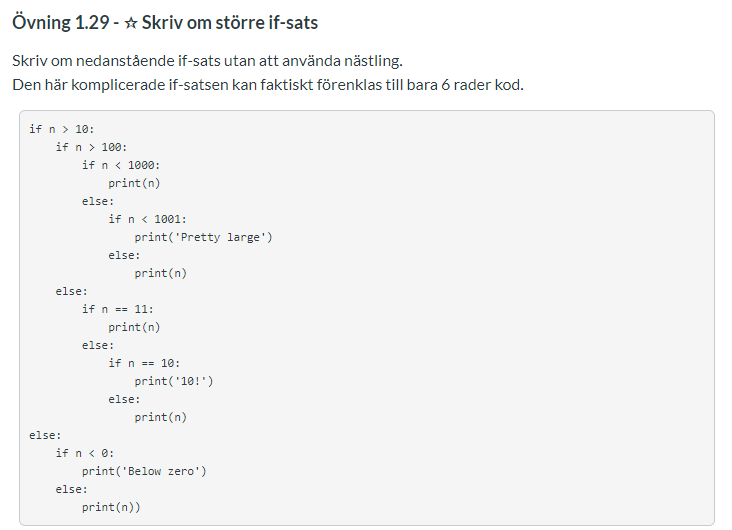 Övning 1.29 - ☆ Skriv om större if-sats
Skriv om nedanstående if-sats utan att använda nästling.
Den här komplicerade if-satsen kan faktiskt förenklas till bara 6 rader kod.
if n > 10:
    if n > 100:
        if n < 1000:
            print(n)
        else:
            if n < 1001:
                print('Pretty large')
            else:
                print(n)
    else:
        if n == 11:
            print(n)
        else:
            if n == 10:
                print('10!')
            else:
                print(n)
else:
    if n < 0:
        print('Below zero')
    else:
        print(n))